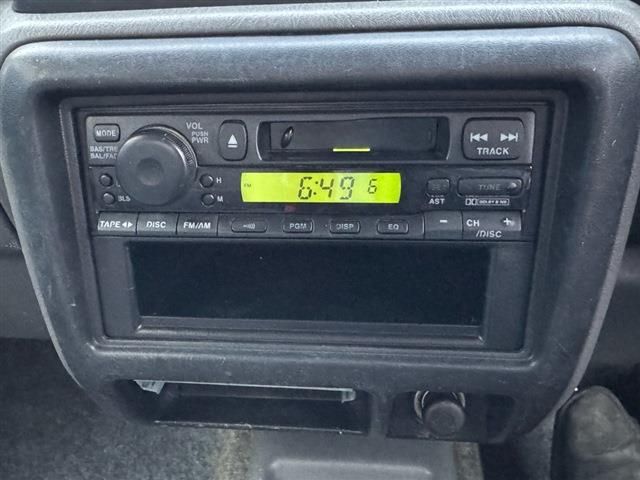 MODE
VOL
PUSH
PWR
BAS/TRE
BAL/FAD
TRACK
H
M
FM
6:49 6
TUNE
DOLBY B NR
AST
TAPE
DISC
FM/AM
PGM
DISP
EQ
−
CH
/DISC
+